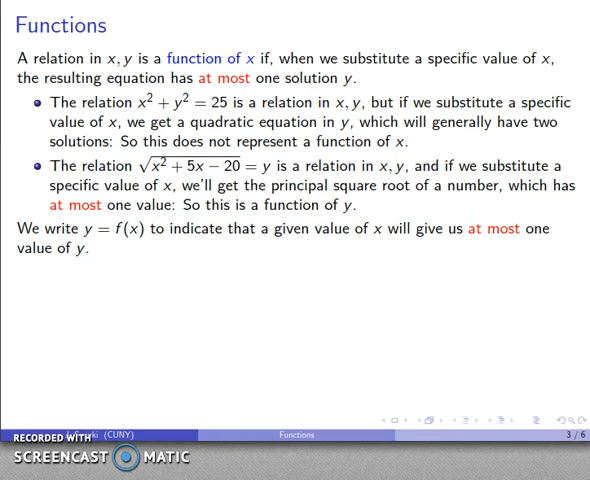 Functions
A relation in x, y is a function of x if, when we substitute a specific value of x,
the resulting equation has at most one solution y.
The relation x² + y² = 25 is a relation in x, y, but if we substitute a specific
value of x, we get a quadratic equation in y, which will generally have two
solutions: So this does not represent a function of x.
The relation √(x² + 5x − 20) = y is a relation in x, y, and if we substitute a
specific value of x, we'll get the principal square root of a number, which has
at most one value: So this is a function of y.
We write y = f(x) to indicate that a given value of x will give us at most one
value of y.
(CUNY) Functions 3 / 6
RECORDED WITH
SCREENCAST MATIC